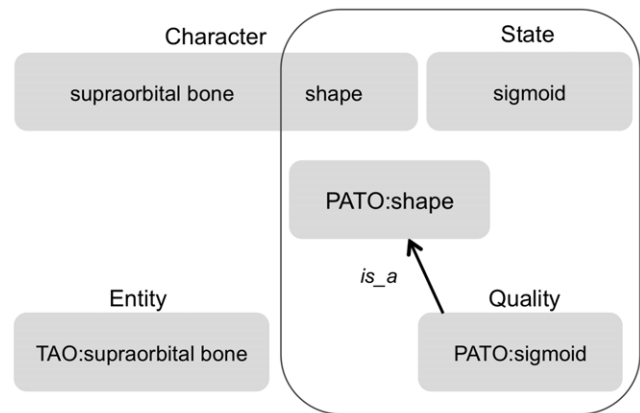 Character
State
supraorbital bone shape
sigmoid
PATO:shape
is_a
Entity
Quality
TAO:supraorbital bone
PATO:sigmoid